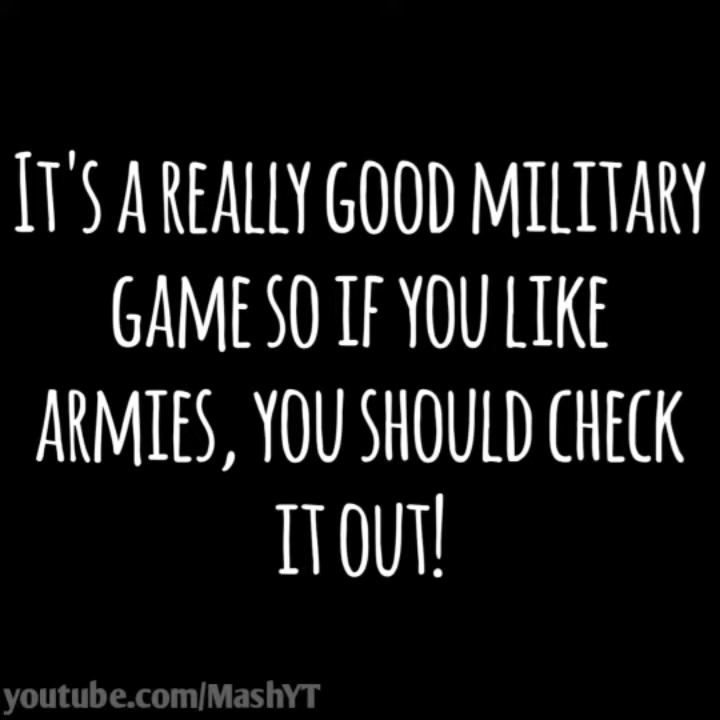 IT'S A REALLY GOOD MILITARY
GAME SO IF YOU LIKE
ARMIES, YOU SHOULD CHECK
IT OUT!
youtube.com/MashYT